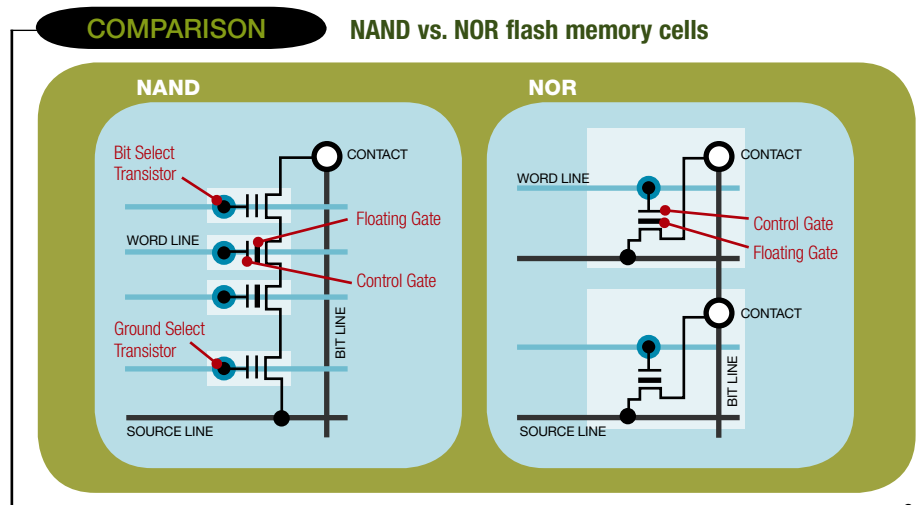 COMPARISON
NAND vs. NOR flash memory cells
NAND
Bit Select
Transistor
CONTACT
Floating Gate
WORD LINE
Control Gate
Ground Select
Transistor
BIT LINE
SOURCE LINE
NOR
CONTACT
WORD LINE
Control Gate
Floating Gate
CONTACT
BIT LINE
SOURCE LINE